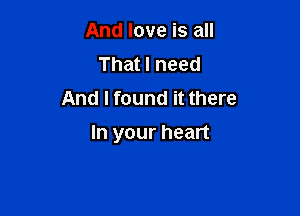 And love is all
That I need
And I found it there
In your heart